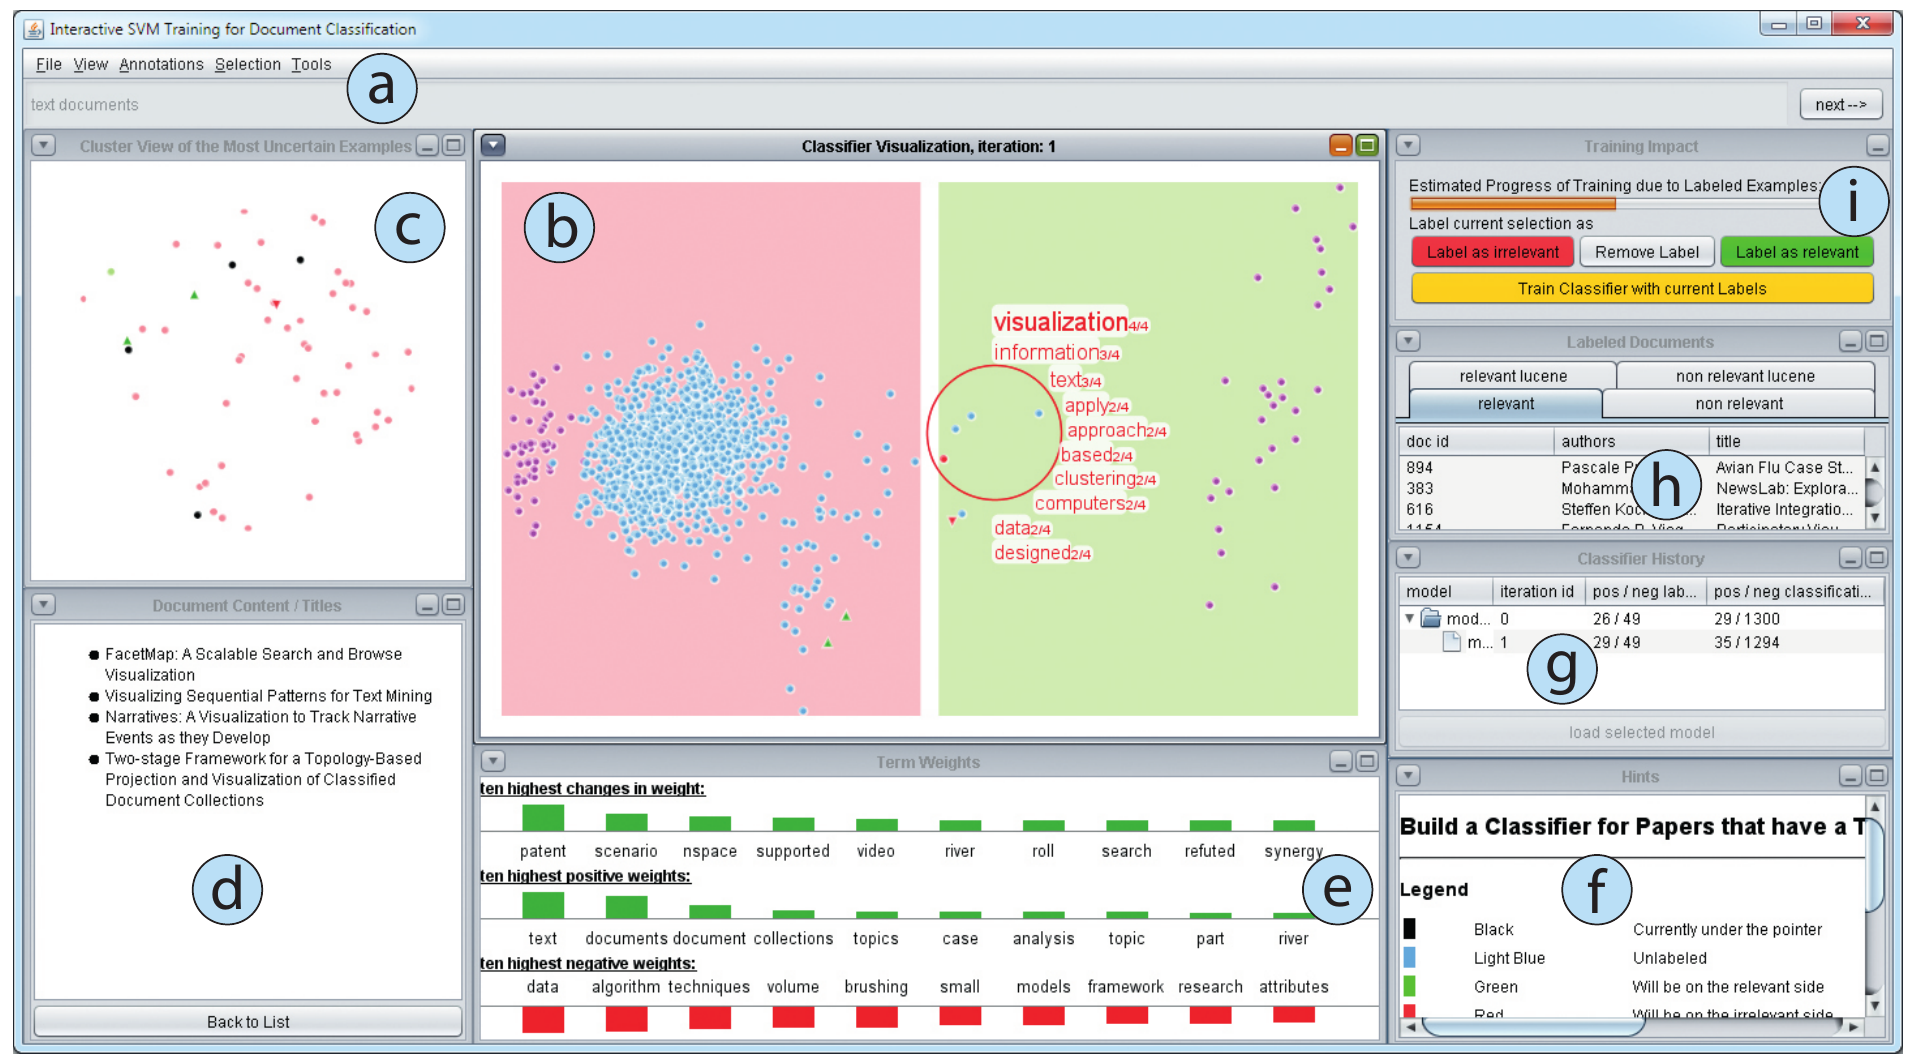 Interactive SVM Training for Document Classification
File View Annotations Selection Tools
a
text documents
next -->
Cluster View of the Most Uncertain Examples
c
Document Content / Titles
FacetMap: A Scalable Search and Browse
Visualization
Visualizing Sequential Patterns for Text Mining
Narratives: A Visualization to Track Narrative
Events as they Develop
Two-stage Framework for a Topology-Based
Projection and Visualization of Classified
Document Collections
d
Back to List
Classifier Visualization, iteration: 1
b
visualization4/4
information3/4
text3/4
apply2/4
approach2/4
based2/4
clustering2/4
computers2/4
data2/4
designed2/4
Term Weights
ten highest changes in weight:
patent scenario nspace supported video river roll search refuted synergy
ten highest positive weights:
e
text documents document collections topics case analysis topic part river
ten highest negative weights:
data algorithm techniques volume brushing small models framework research attributes
Training Impact
Estimated Progress of Training due to Labeled Examples:
i
Label current selection as
Label as irrelevant Remove Label Label as relevant
Train Classifier with current Labels
Labeled Documents
relevant lucene non relevant lucene
relevant non relevant
doc id authors title
894 Pascale Avian Flu Case St...
383 NewsLab: Explora...
616 Steffen Iterative Integratio...
h
1154
Classifier History
model iteration id pos / neg lab... pos / neg classificati...
mod... 0 26 / 49 29 / 1300
m... 1 29 / 49 35 / 1294
g
load selected model
Hints
Build a Classifier for Papers that have a T
Legend
f
Black Currently under the pointer
Light Blue Unlabeled
Green Will be on the relevant side
Red Will be on the irrelevant side